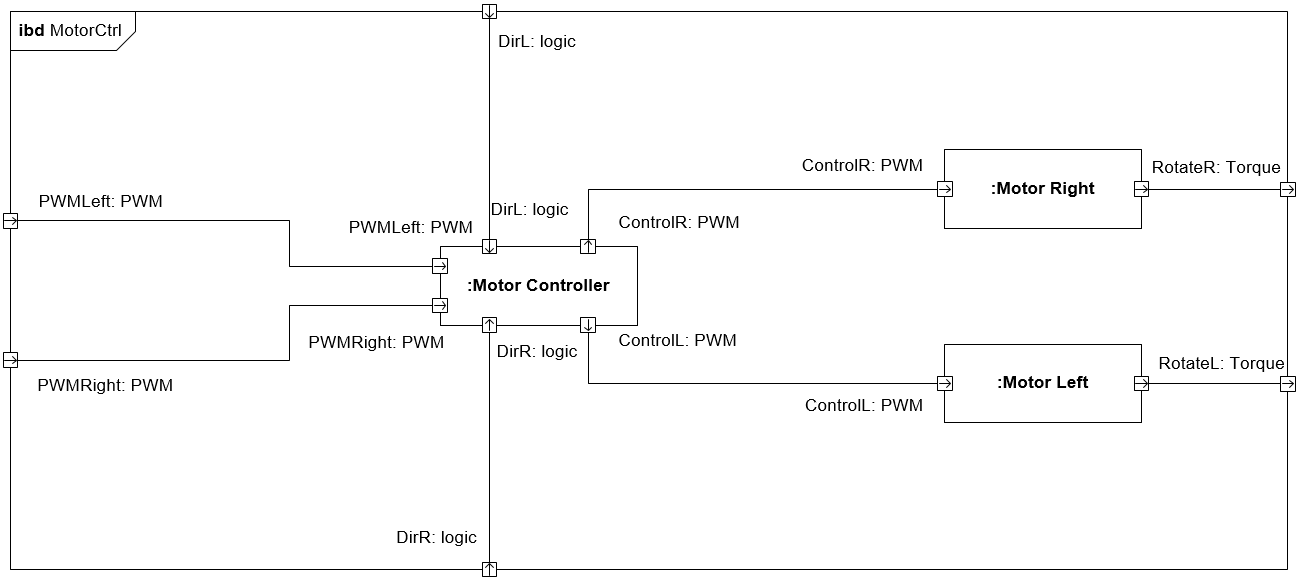 ibd MotorCtrl
DirL: logic
ControlR: PWM
RotateR: Torque
:Motor Right
PWMLeft: PWM
DirL: logic
PWMLeft: PWM
ControlR: PWM
:Motor Controller
PWMRight: PWM
DirR: logic
ControlL: PWM
RotateL: Torque
:Motor Left
PWMRight: PWM
ControlL: PWM
DirR: logic